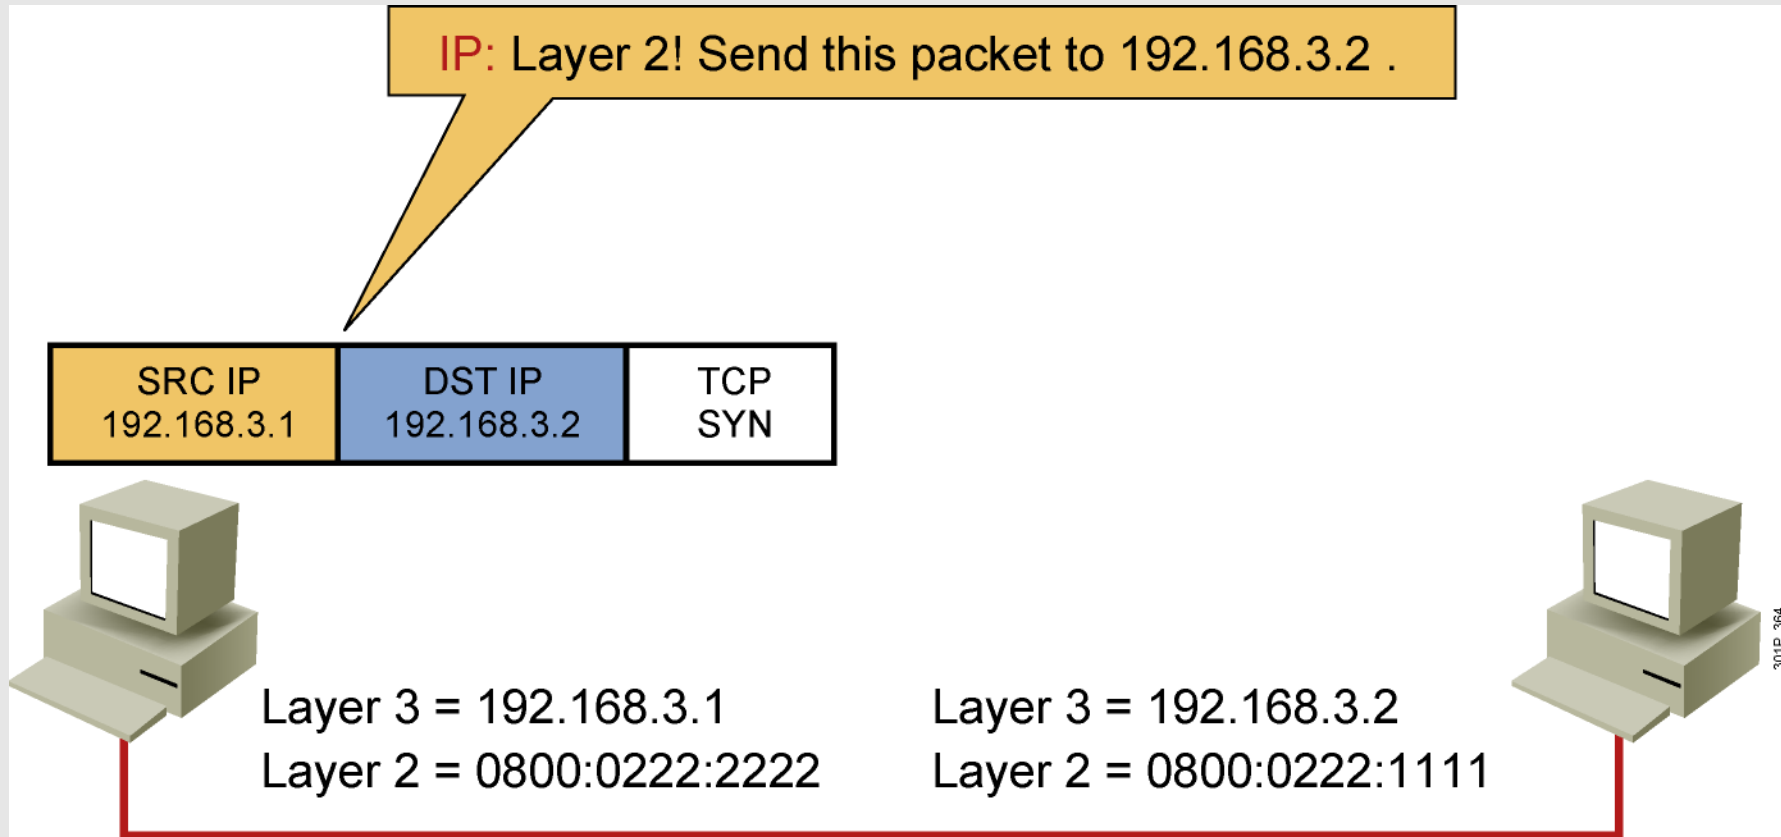 IP: Layer 2! Send this packet to 192.168.3.2 .
SRC IP
192.168.3.1
DST IP
192.168.3.2
TCP
SYN
Layer 3 = 192.168.3.1
Layer 2 = 0800:0222:2222
Layer 3 = 192.168.3.2
Layer 2 = 0800:0222:1111
301P_364